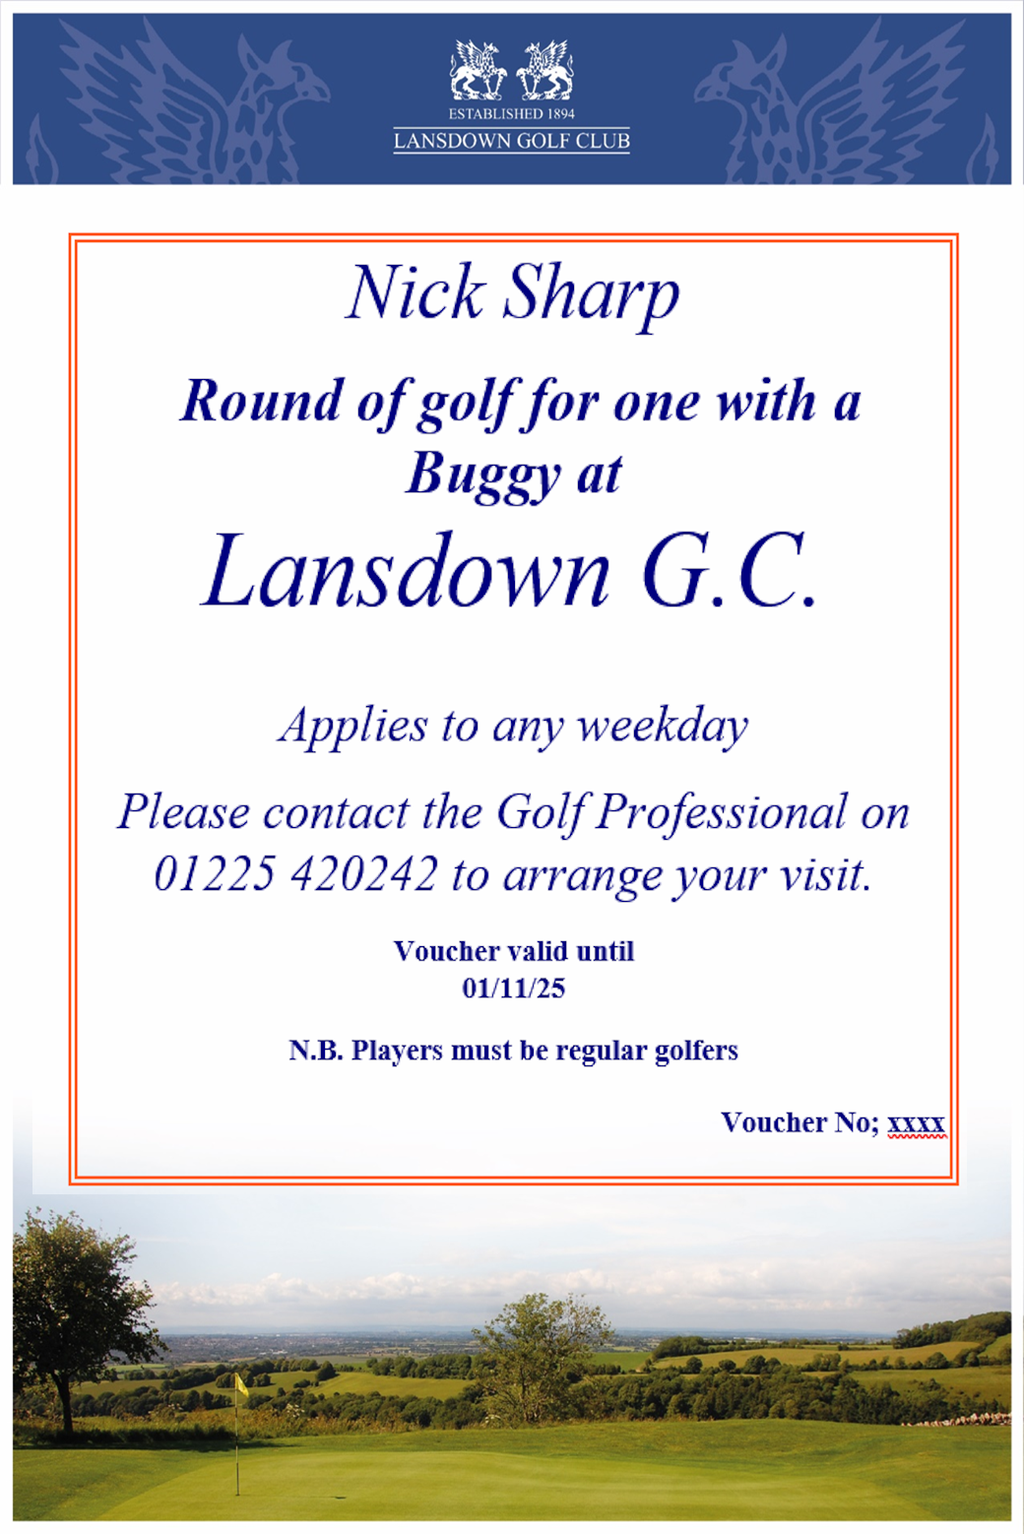 ESTABLISHED 1894
LANSDOWN GOLF CLUB
Nick Sharp
Round of golf for one with a
Buggy at
Lansdown G.C.
Applies to any weekday
Please contact the Golf Professional on
01225 420242 to arrange your visit.
Voucher valid until
01/11/25
N.B. Players must be regular golfers
Voucher No; xxxx